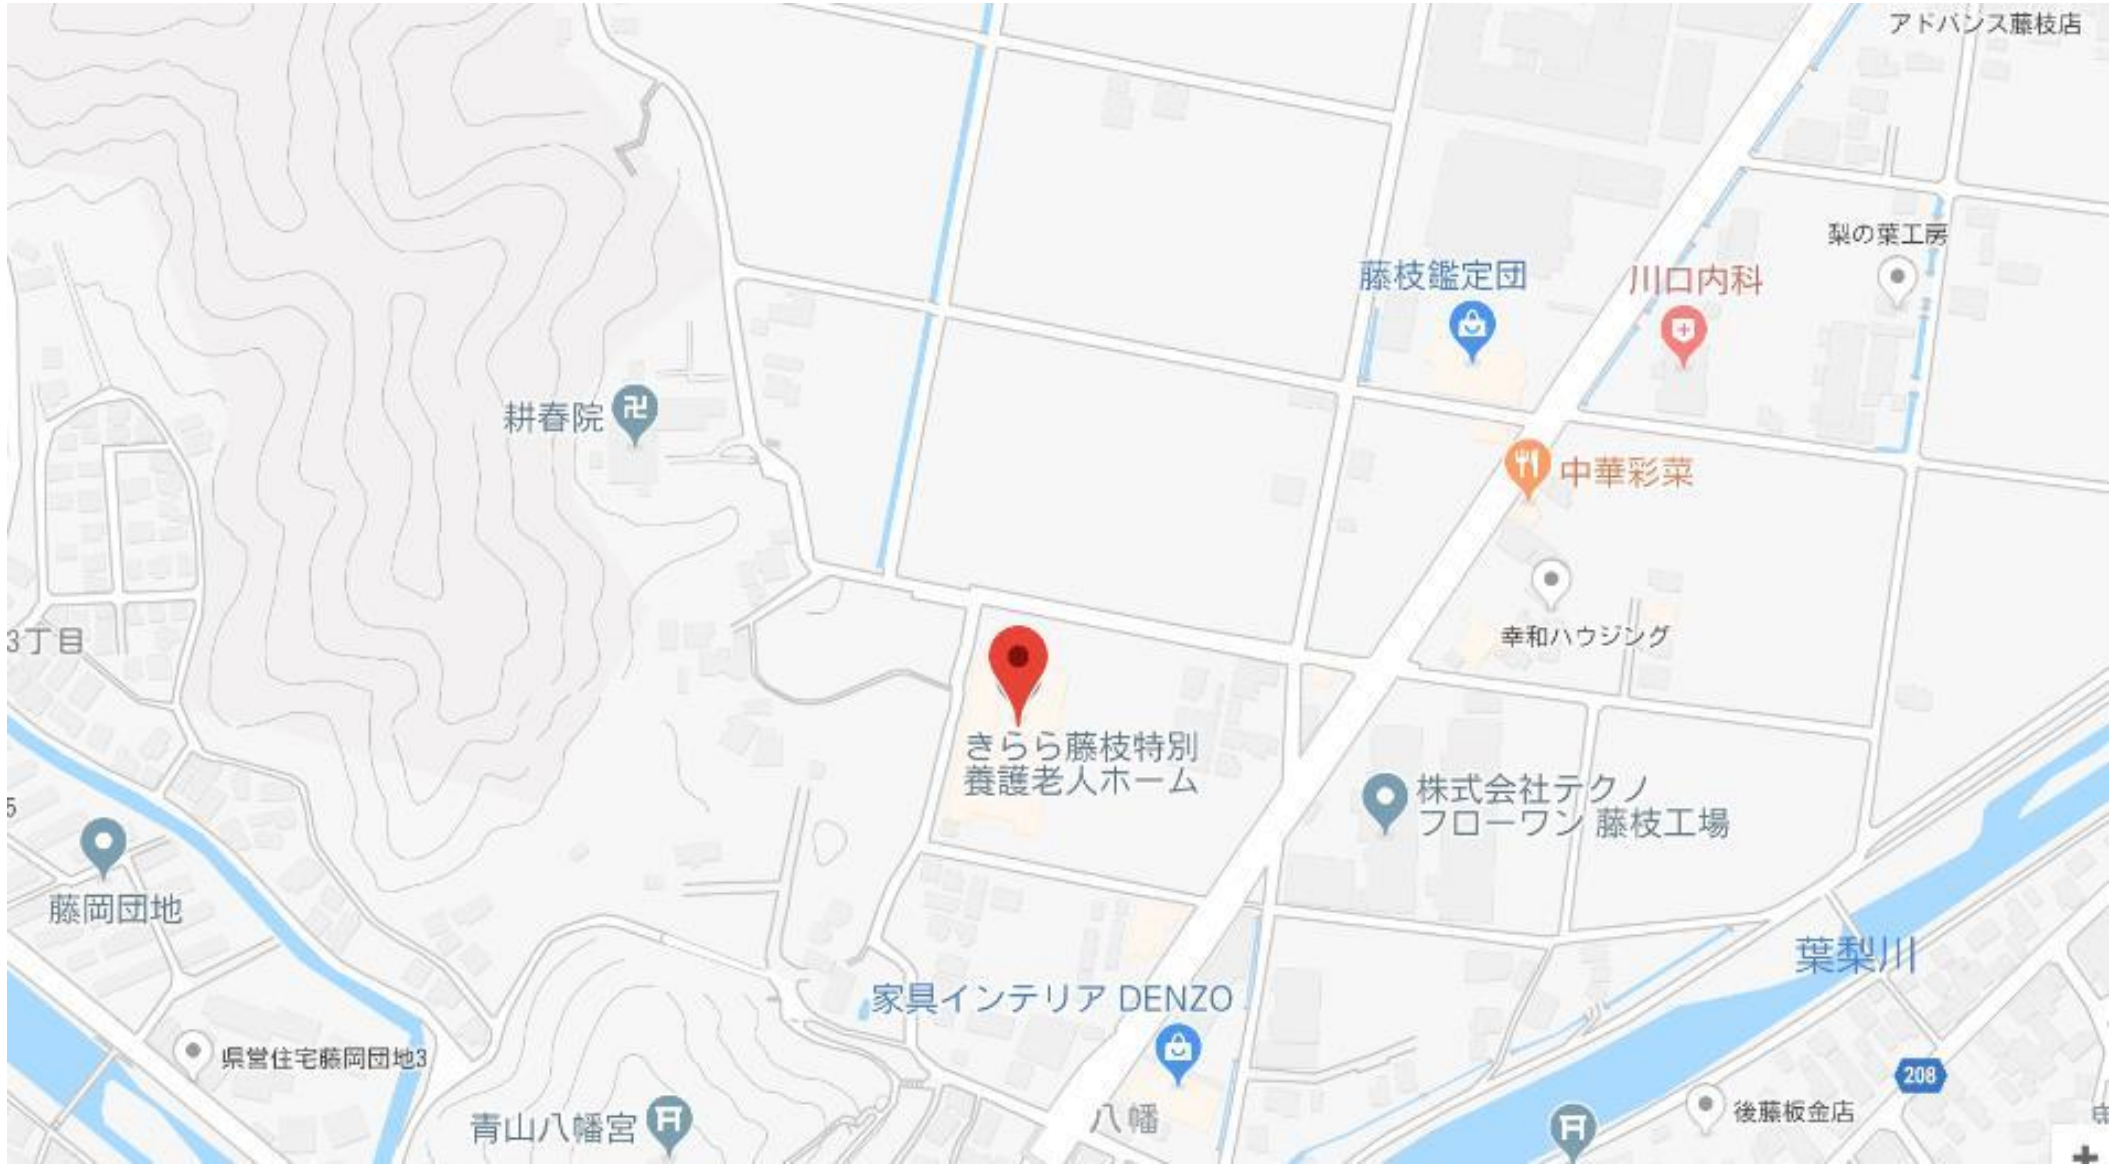 アドバンス藤枝店
梨の葉工房
藤枝鑑定団
川口内科
耕春院
中華彩菜
幸和ハウジング
3丁目
きらら藤枝特別
養護老人ホーム
株式会社テクノ
フローワン 藤枝工場
5
藤岡団地
葉梨川
家具インテリア DENZO
県営住宅藤岡団地3
208
後藤板金店
青山八幡宮
八幡